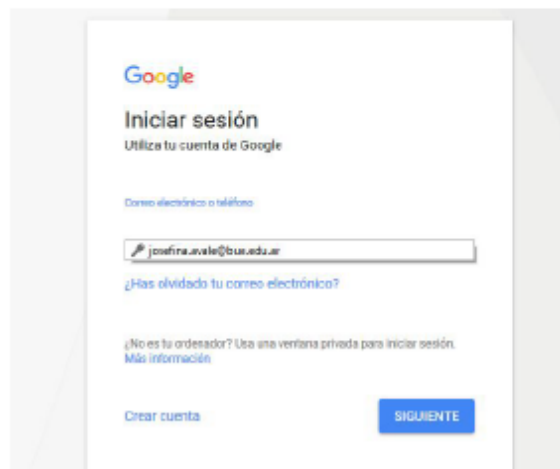 Google
Iniciar sesión
Utiliza tu cuenta de Google
Correo electrónico o teléfono
josefina.avale@bue.edu.ar
¿Has olvidado tu correo electrónico?
¿No es tu ordenador? Usa una ventana privada para iniciar sesión.
Más información
Crear cuenta
SIGUIENTE